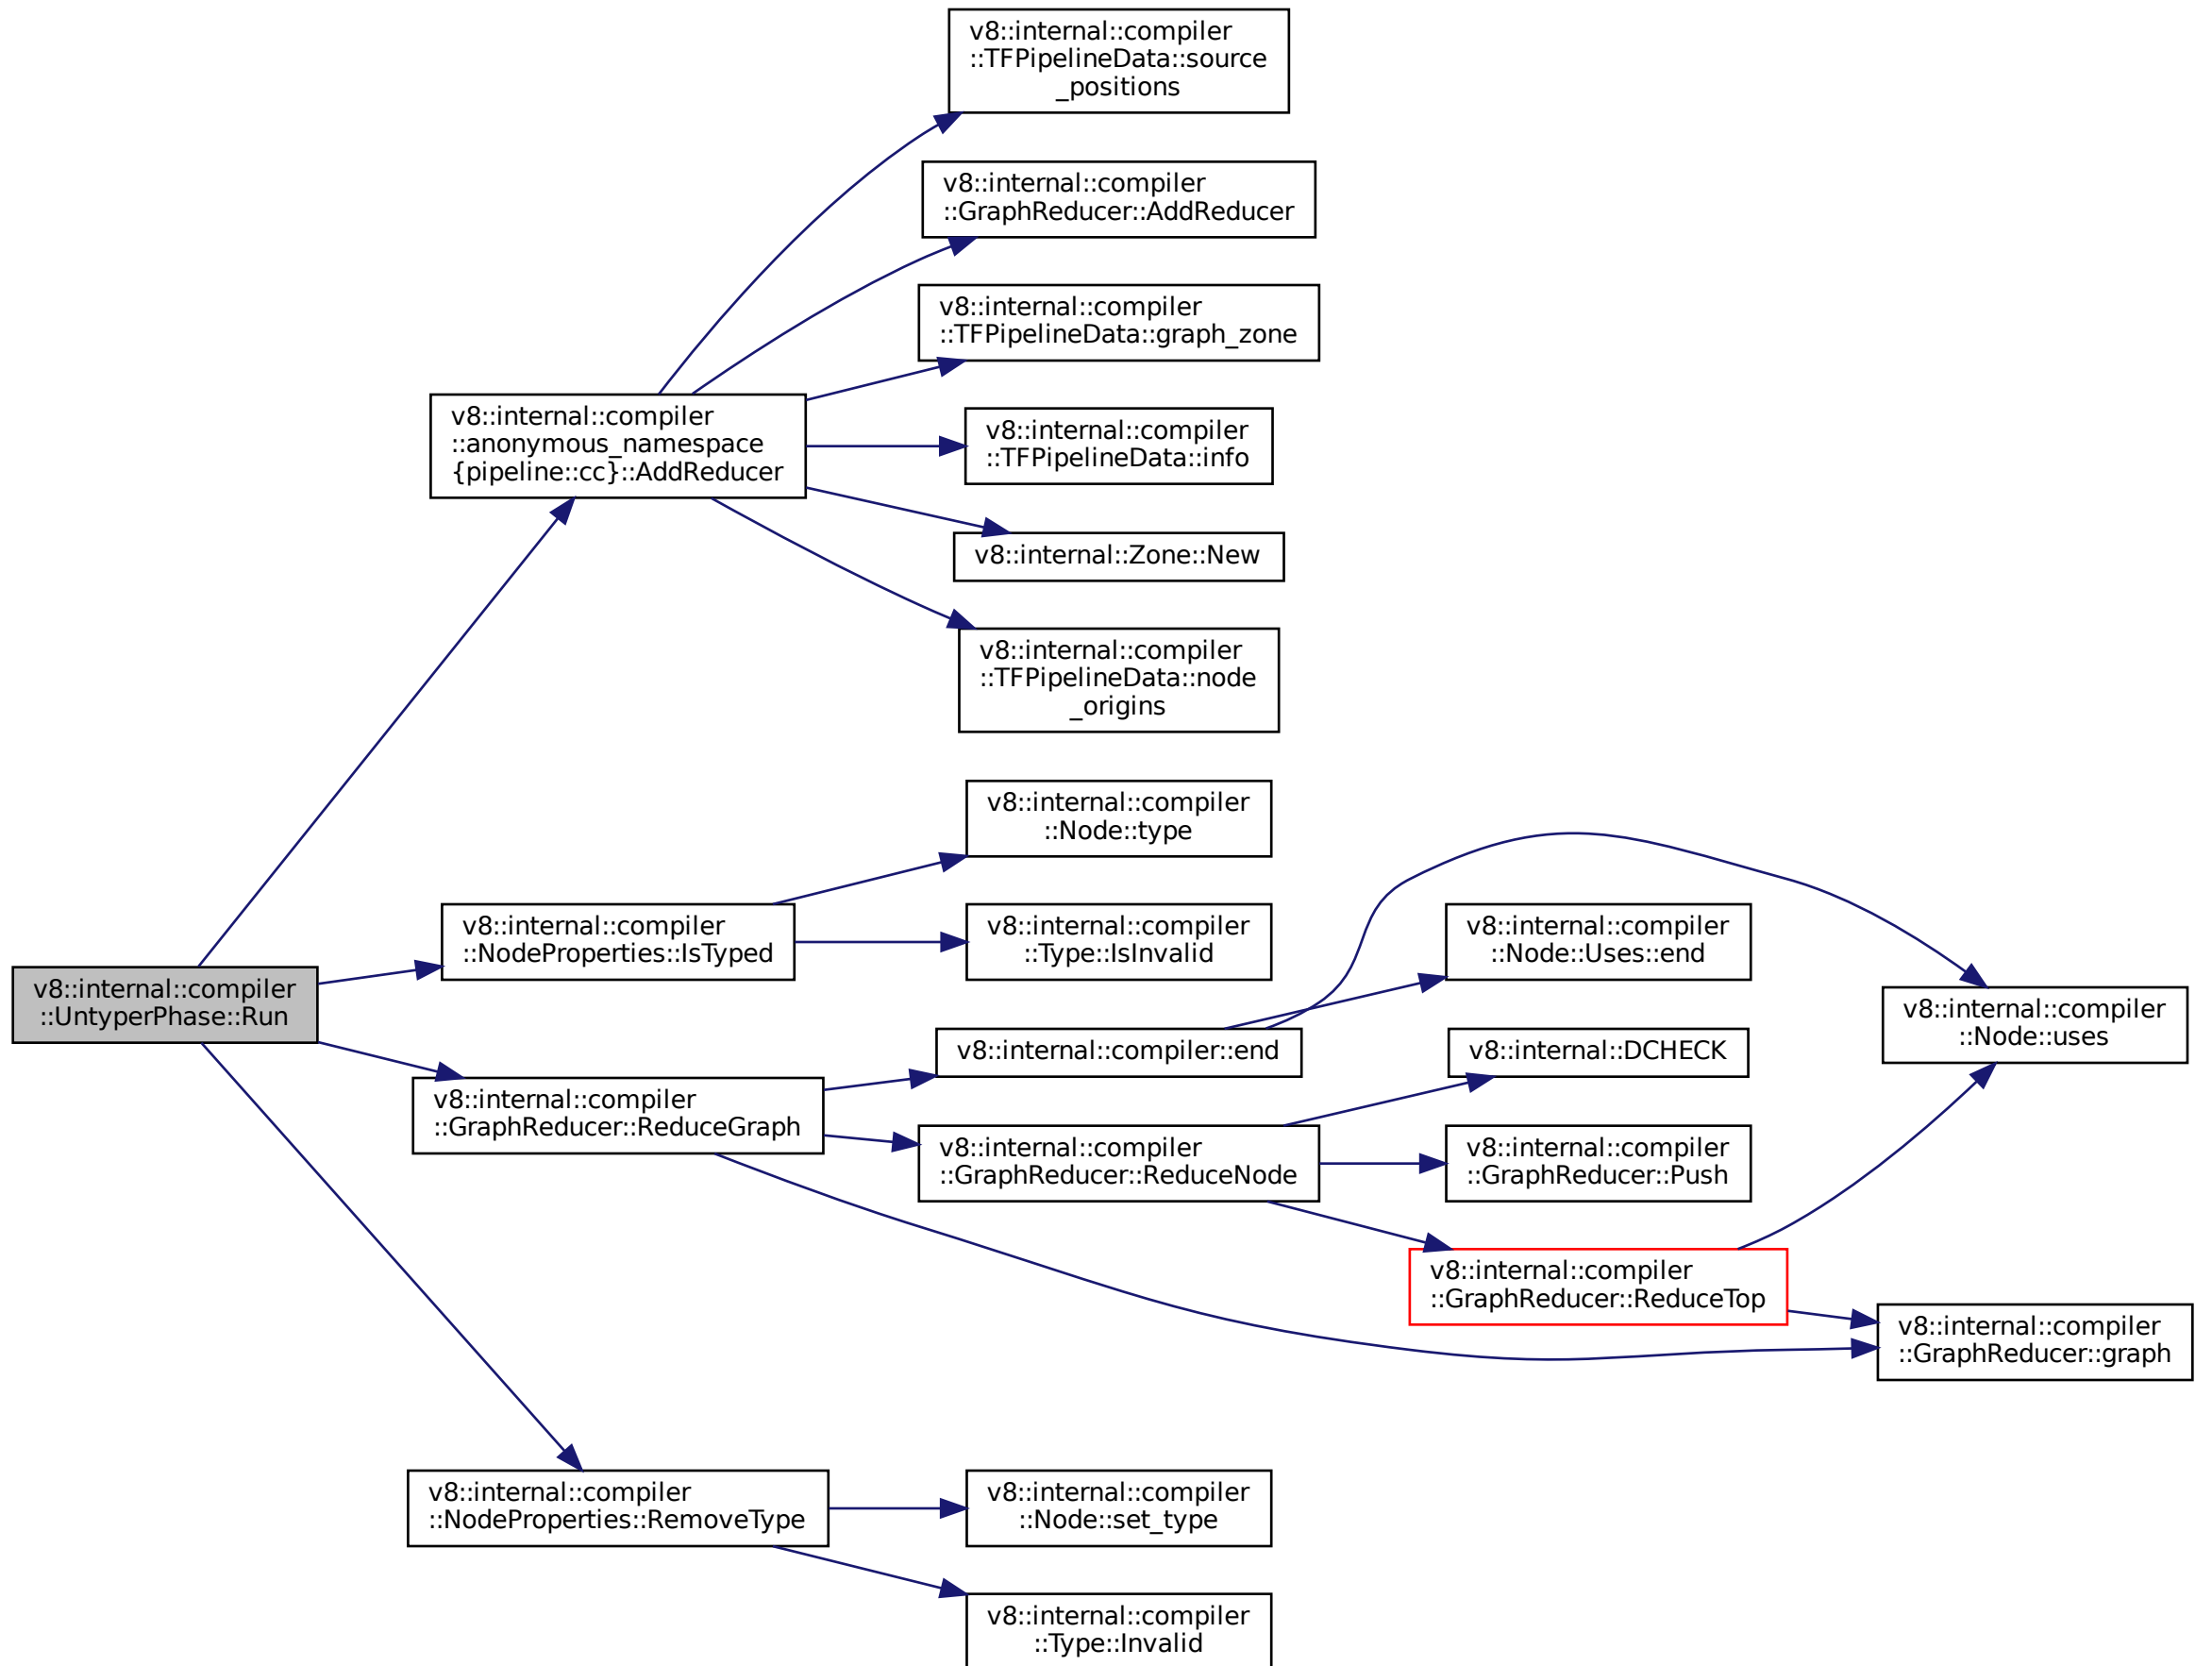 v8::internal::compiler
::TFPipelineData::source
_positions
v8::internal::compiler
::GraphReducer::AddReducer
v8::internal::compiler
::TFPipelineData::graph_zone
v8::internal::compiler
::anonymous_namespace
{pipeline::cc}::AddReducer
v8::internal::compiler
::TFPipelineData::info
v8::internal::Zone::New
v8::internal::compiler
::TFPipelineData::node
_origins
v8::internal::compiler
::Node::type
v8::internal::compiler
::NodeProperties::IsTyped
v8::internal::compiler
::Type::IsInvalid
v8::internal::compiler
::Node::Uses::end
v8::internal::compiler
::UntyperPhase::Run
v8::internal::compiler
::Node::uses
v8::internal::compiler::end
v8::internal::DCHECK
v8::internal::compiler
::GraphReducer::ReduceGraph
v8::internal::compiler
::GraphReducer::ReduceNode
v8::internal::compiler
::GraphReducer::Push
v8::internal::compiler
::GraphReducer::ReduceTop
v8::internal::compiler
::GraphReducer::graph
v8::internal::compiler
::NodeProperties::RemoveType
v8::internal::compiler
::Node::set_type
v8::internal::compiler
::Type::Invalid